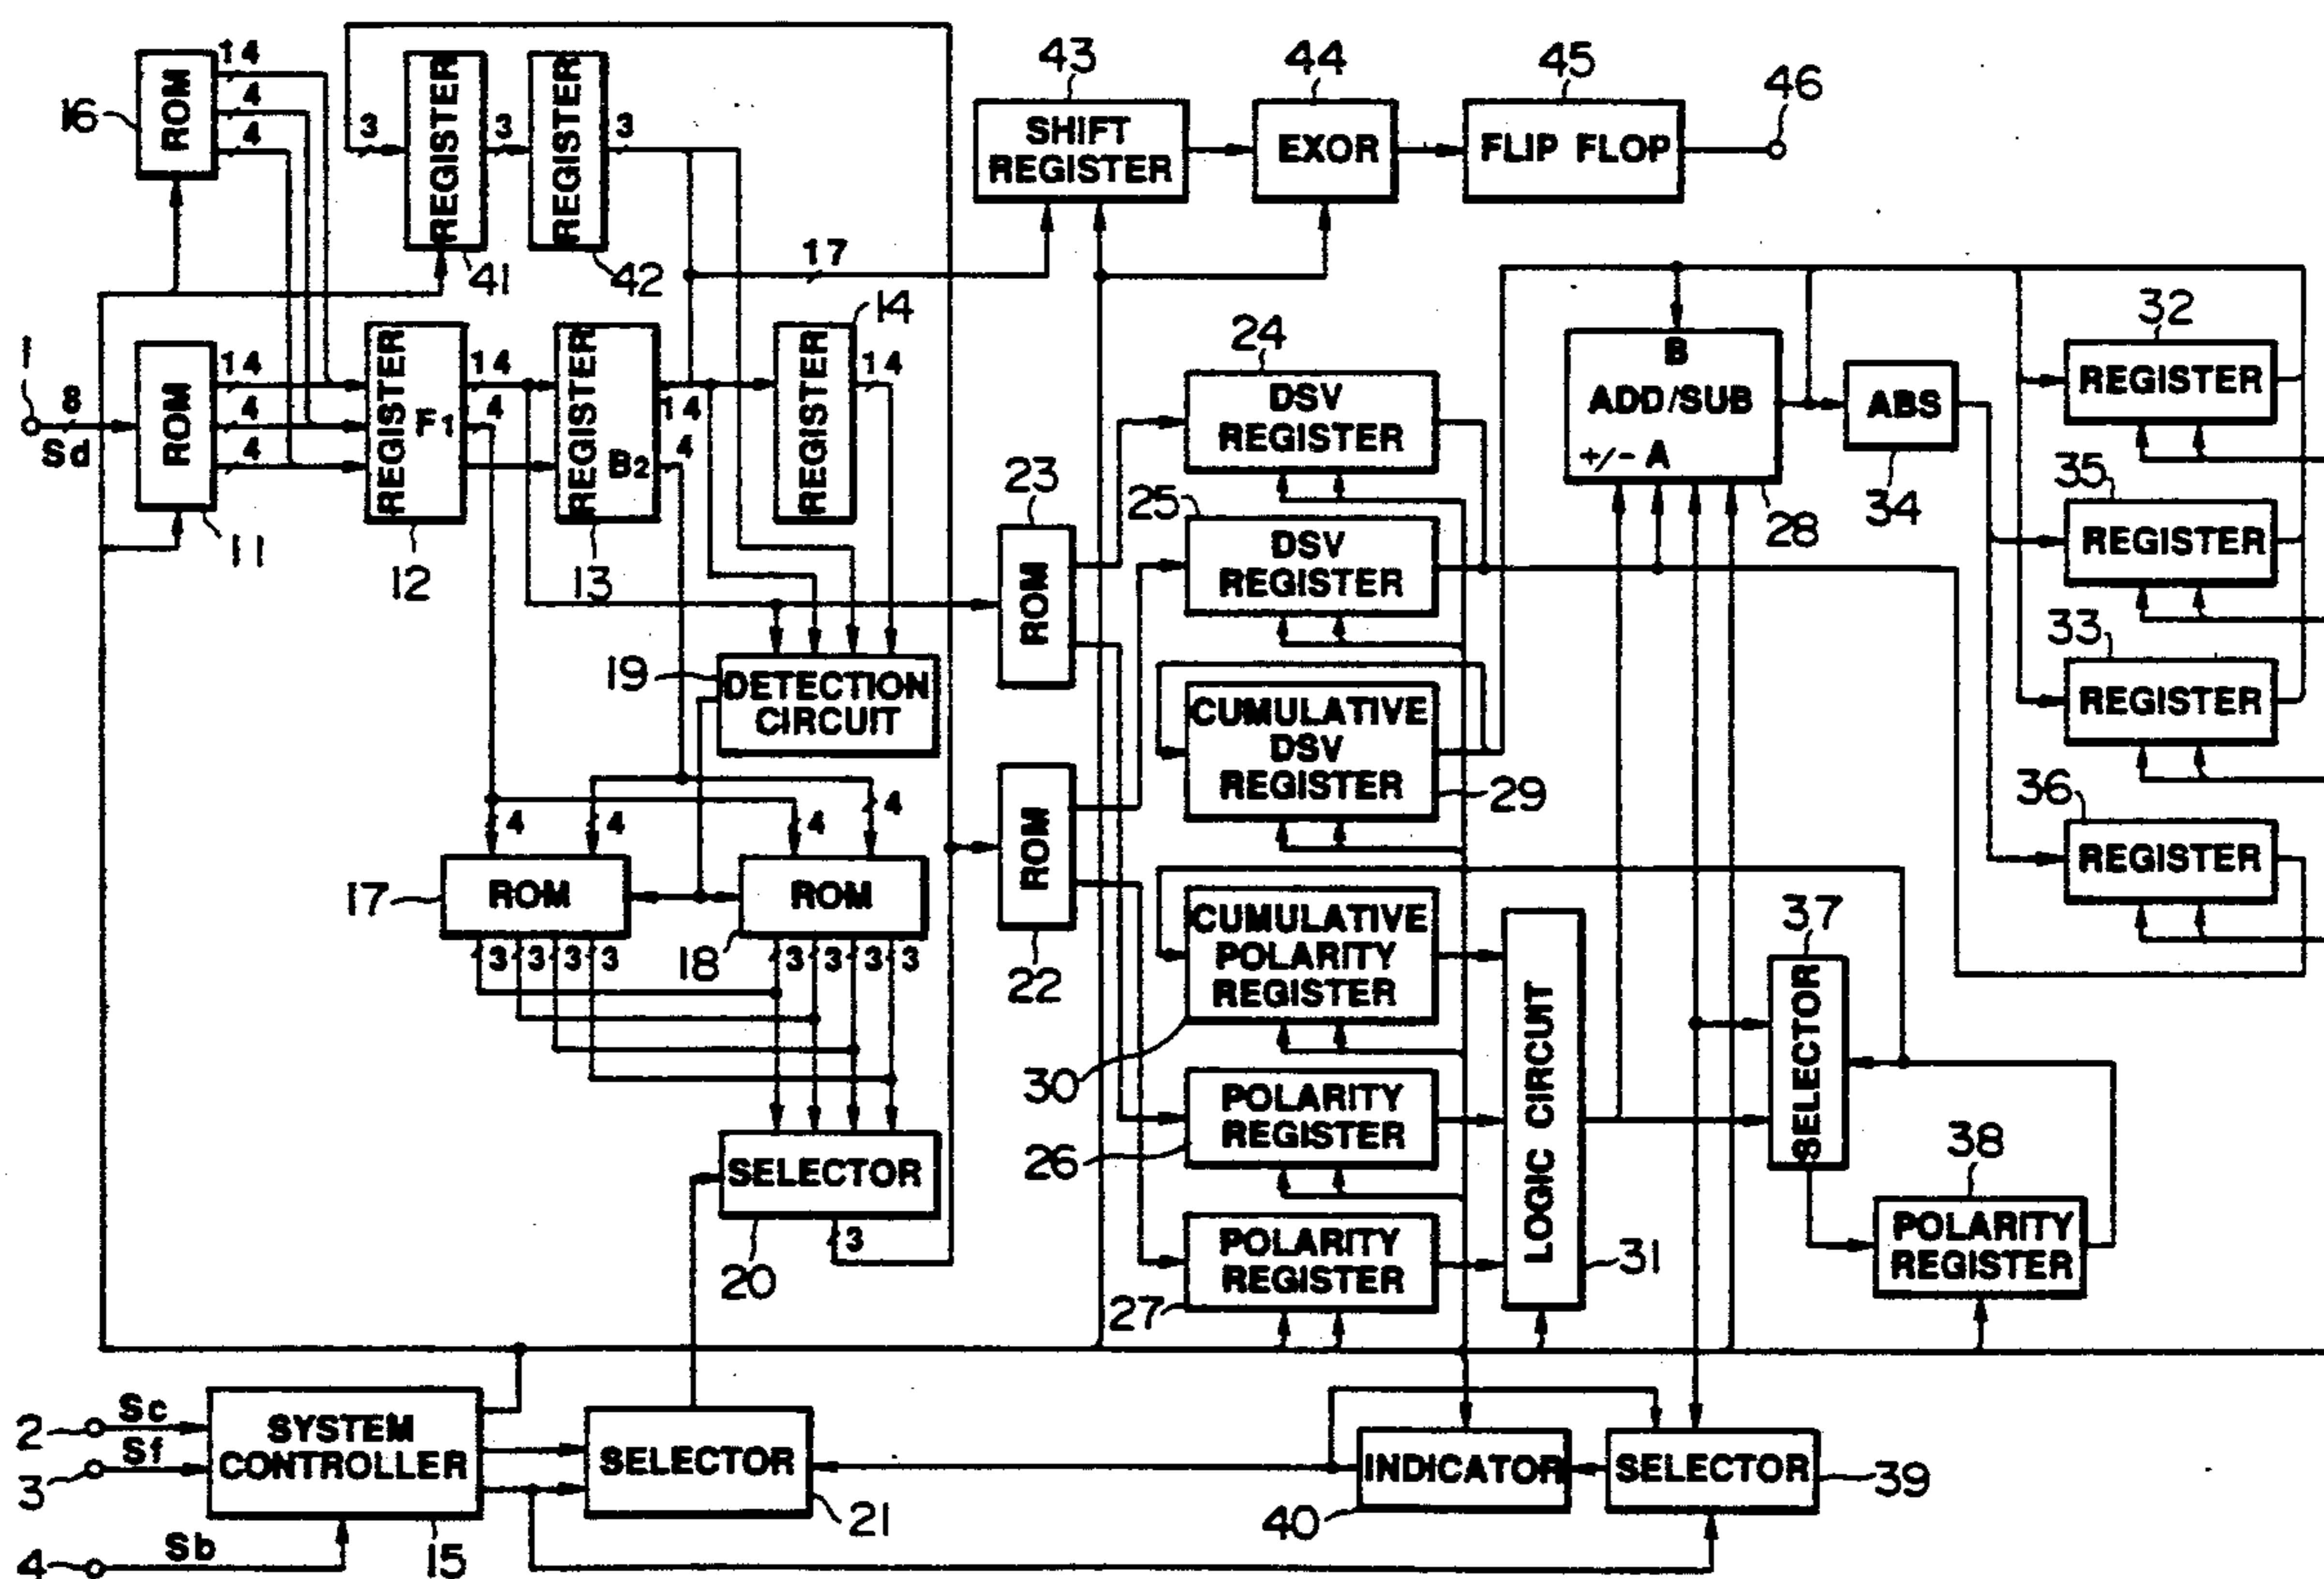 16
ROM
14
4
4
3
REGISTER
41
3
REGISTER
42
3
17
43
SHIFT
REGISTER
44
EXOR
45
FLIP FLOP
46
1
8
Sd
ROM
11
14
4
4
REGISTER
F1
12
14
4
REGISTER
B2
13
14
4
14
REGISTER
14
19
DETECTION
CIRCUIT
4
4
4
4
17
ROM
18
ROM
3
3
3
3
3
3
3
3
SELECTOR
20
3
23
ROM
22
ROM
24
DSV
REGISTER
25
DSV
REGISTER
CUMULATIVE
DSV
REGISTER
29
CUMULATIVE
POLARITY
REGISTER
30
POLARITY
REGISTER
26
POLARITY
REGISTER
27
LOGIC CIRCUIT
31
B
ADD/SUB
+/- A
28
ABS
34
32
REGISTER
35
REGISTER
33
REGISTER
36
REGISTER
37
SELECTOR
38
POLARITY
REGISTER
2
Sc
3
Sf
4
Sb
SYSTEM
CONTROLLER
15
SELECTOR
21
INDICATOR
40
SELECTOR
39